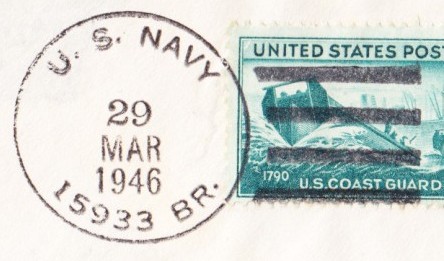 U. S. NAVY
29
MAR
1946
15933 BR.
UNITED STATES POST
1790
U.S. COAST GUARD